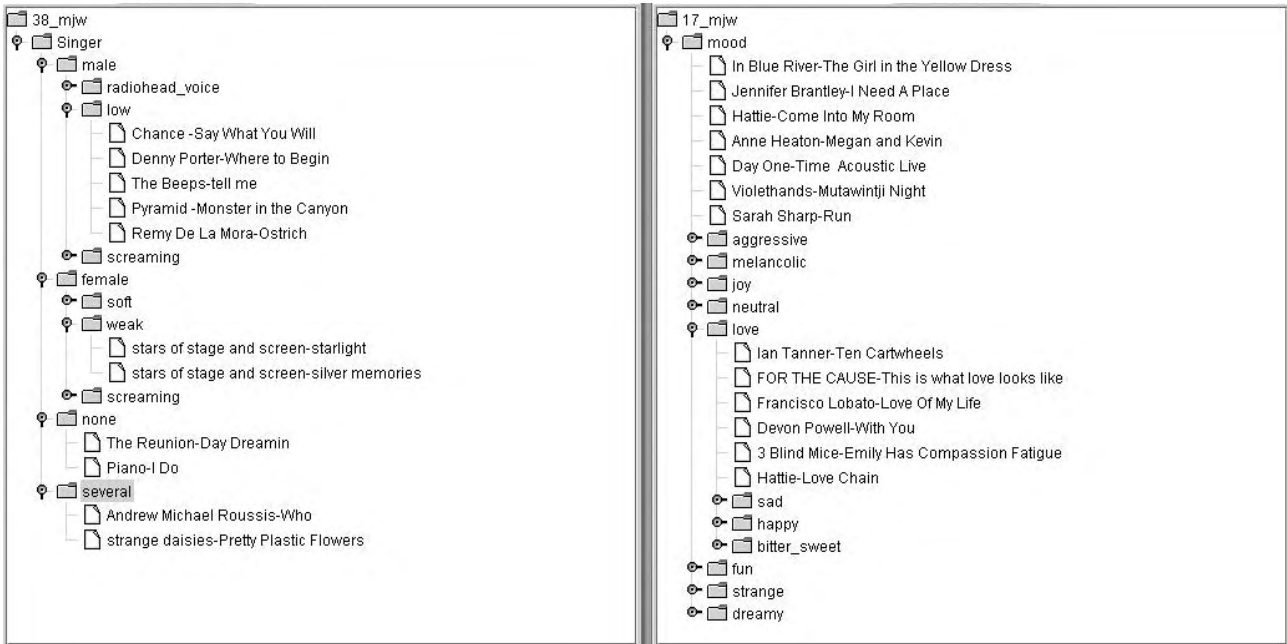 38_mjw
Singer
male
radiohead_voice
low
Chance -Say What You Will
Denny Porter-Where to Begin
The Beeps-tell me
Pyramid -Monster in the Canyon
Remy De La Mora-Ostrich
screaming
female
soft
weak
stars of stage and screen-starlight
stars of stage and screen-silver memories
screaming
none
The Reunion-Day Dreamin
Piano-I Do
several
Andrew Michael Roussis-Who
strange daisies-Pretty Plastic Flowers
17_mjw
mood
In Blue River-The Girl in the Yellow Dress
Jennifer Brantley-I Need A Place
Hattie-Come Into My Room
Anne Heaton-Megan and Kevin
Day One-Time  Acoustic Live
Violethands-Mutawintji Night
Sarah Sharp-Run
aggressive
melancolic
joy
neutral
love
Ian Tanner-Ten Cartwheels
FOR THE CAUSE-This is what love looks like
Francisco Lobato-Love Of My Life
Devon Powell-With You
3 Blind Mice-Emily Has Compassion Fatigue
Hattie-Love Chain
sad
happy
bitter_sweet
fun
strange
dreamy